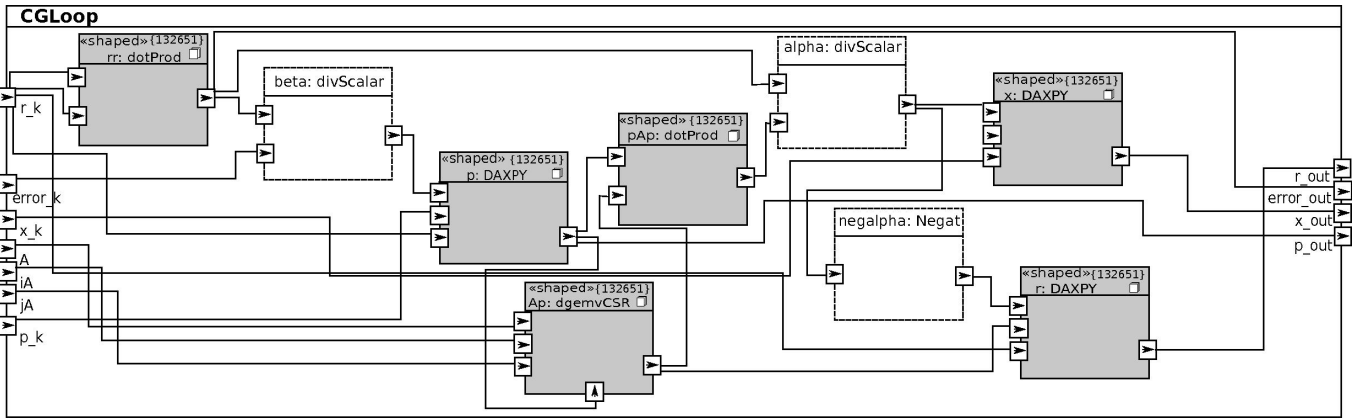 CGLoop
«shaped» {132651}
rr: dotProd
beta: divScalar
«shaped» {132651}
p: DAXPY
«shaped» {132651}
pAp: dotProd
alpha: divScalar
«shaped» {132651}
x: DAXPY
negalpha: Negat
«shaped» {132651}
Ap: dgemvCSR
«shaped» {132651}
r: DAXPY
r_k
error_k
x_k
A
iA
jA
p_k
r_out
error_out
x_out
p_out